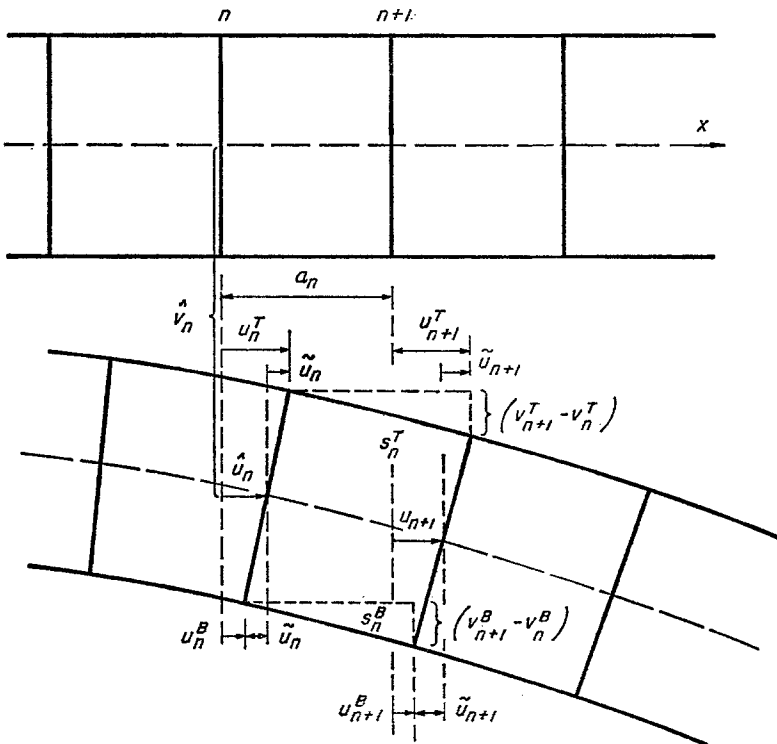 n n+1
x
a_n
v̂_n
u_n^T u_{n+1}^T
ũ_n ũ_{n+1}
(v_{n+1}^T - v_n^T)
s_n^T
û_n
u_{n+1}
s_n^B
(v_{n+1}^B - v_n^B)
u_n^B ũ_n
u_{n+1}^B ũ_{n+1}